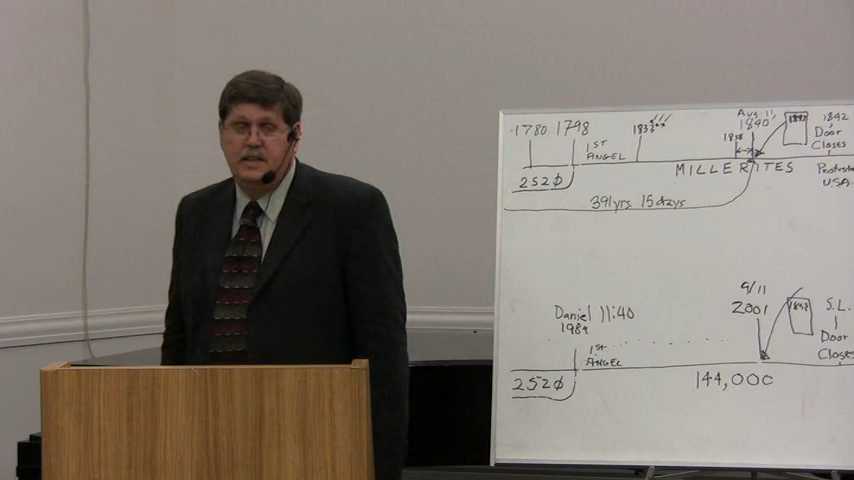 1780 1798
1833
Aug. 11,
1840
1838
1842
Door
Closes
1ST
ANGEL
MILLERITES
Protesta
U.S.A.
2520
391 yrs. 15 days
9/11
2001
Daniel 11:40
1989
S.L.
Door
Closes
1ST
ANGEL
2520
144,000